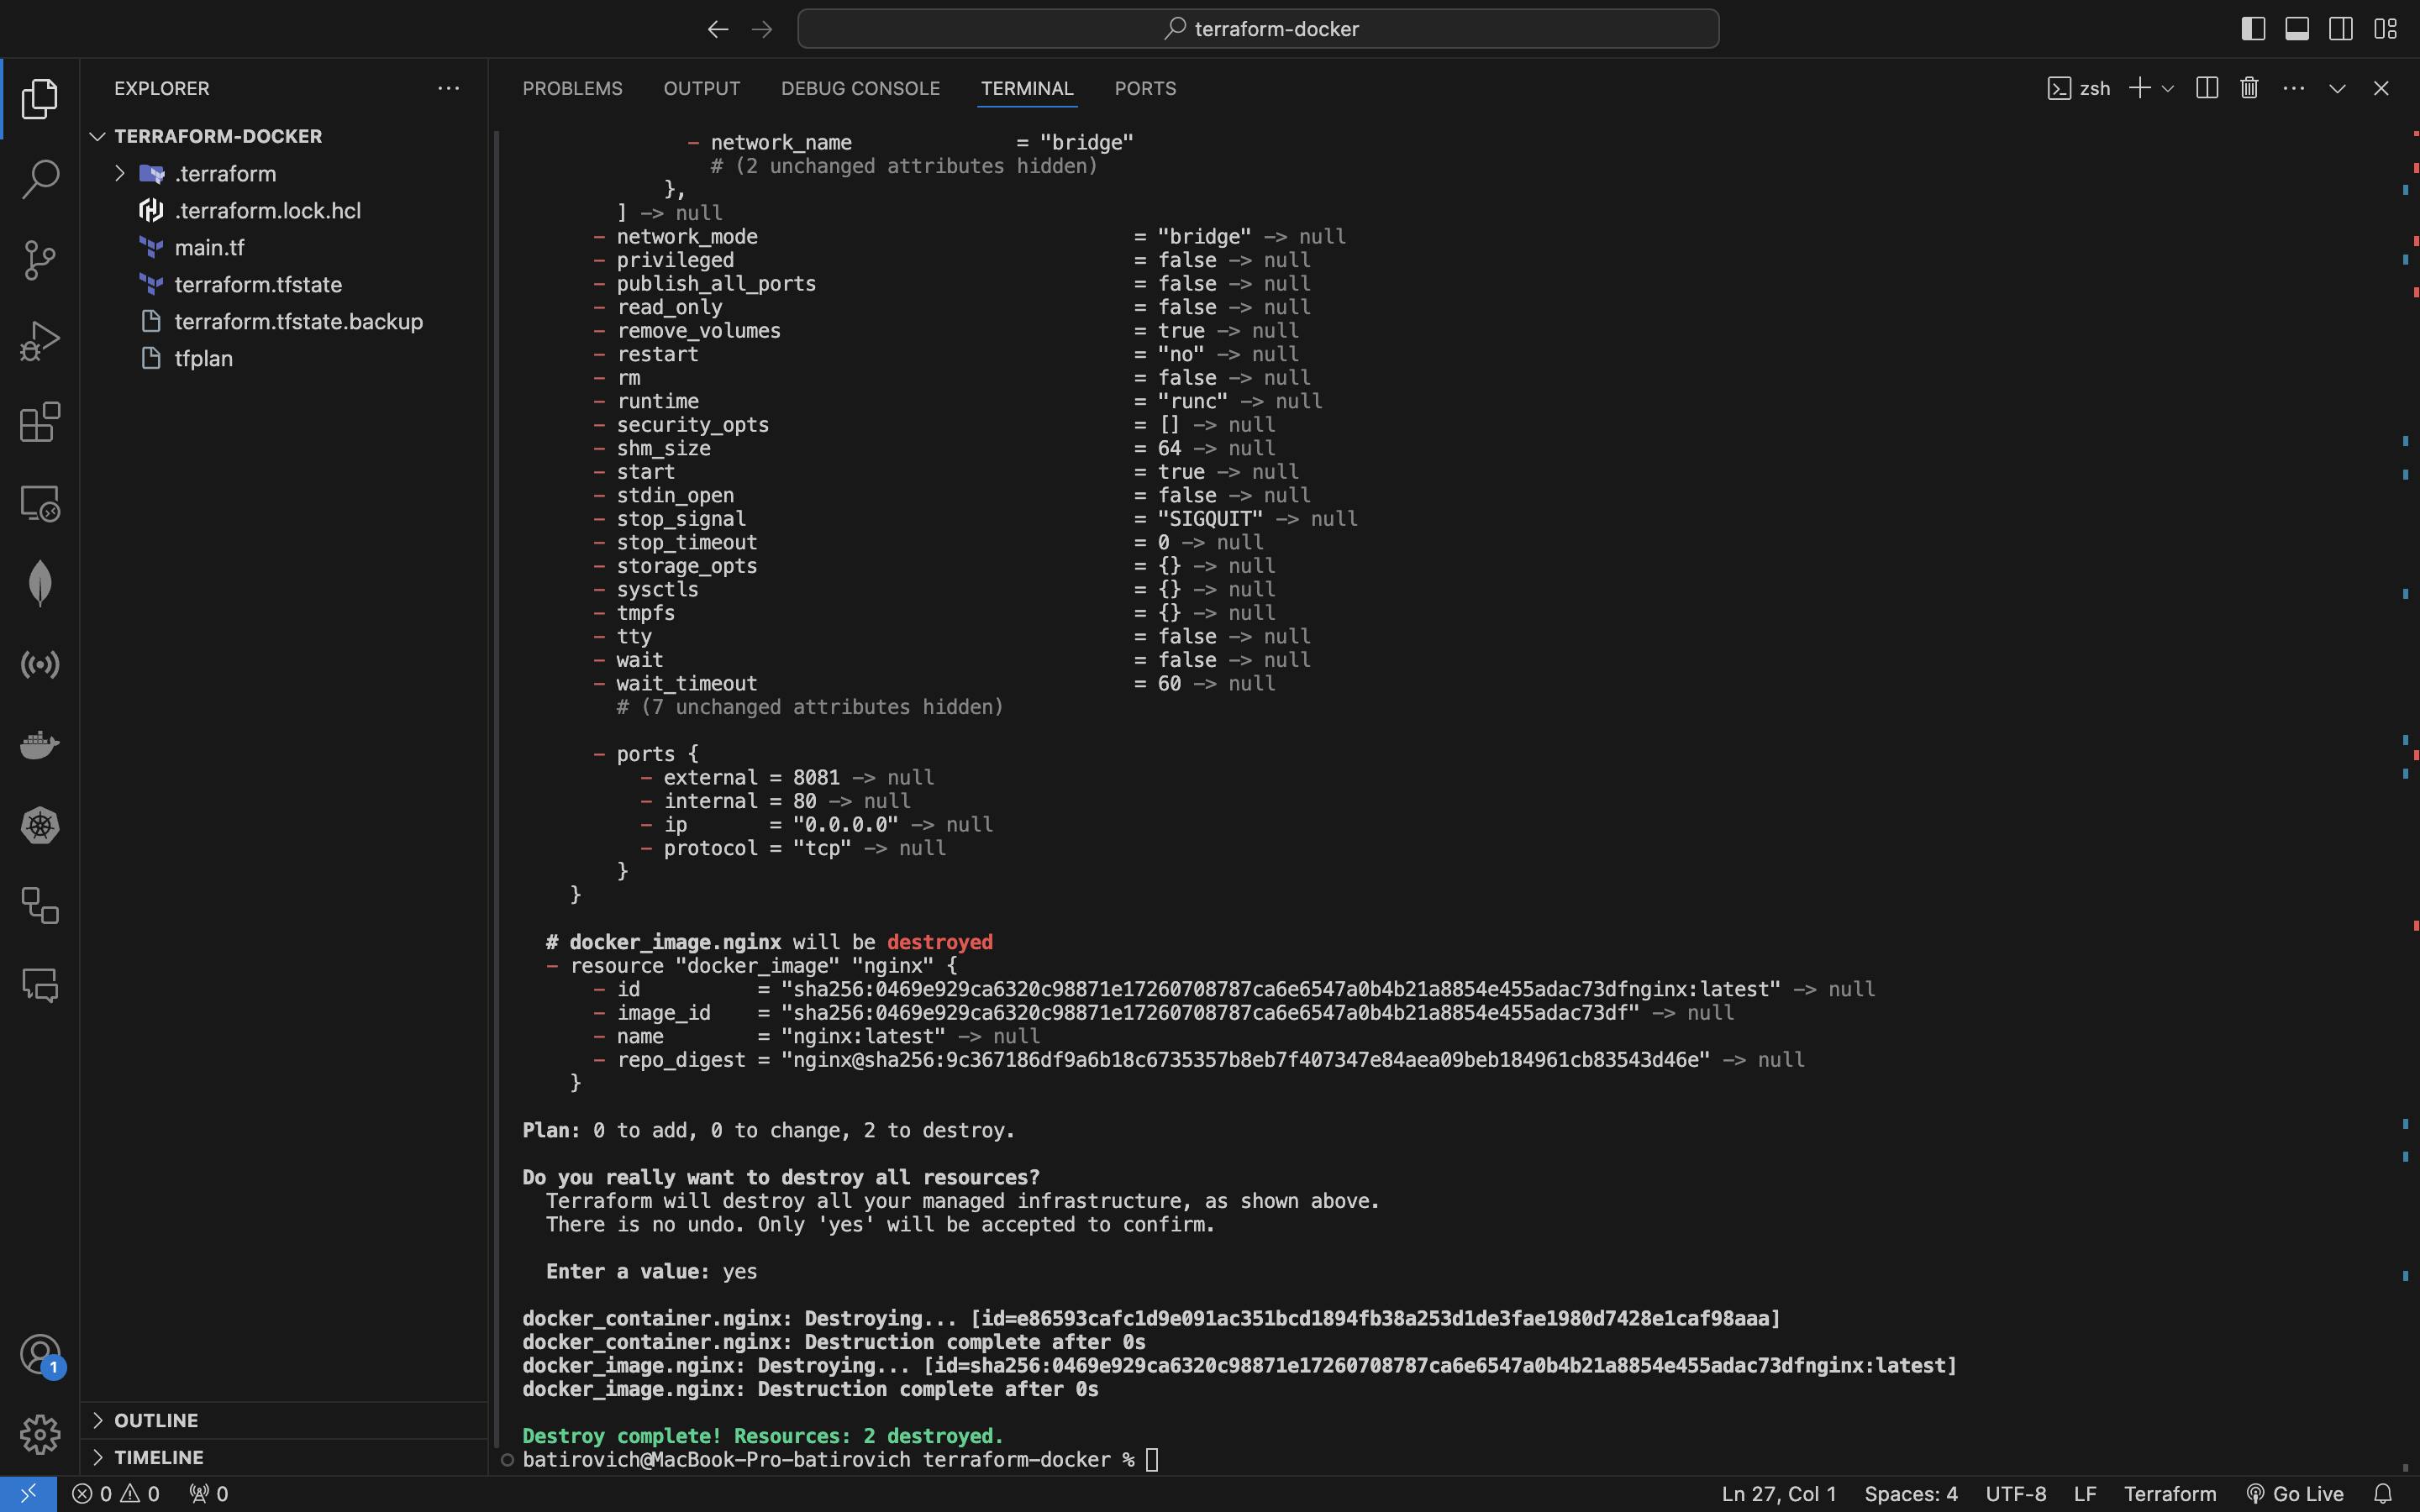 terraform-docker
EXPLORER
TERRAFORM-DOCKER
.terraform
.terraform.lock.hcl
main.tf
terraform.tfstate
terraform.tfstate.backup
tfplan
OUTLINE
TIMELINE
PROBLEMS OUTPUT DEBUG CONSOLE TERMINAL PORTS
zsh
- network_name = "bridge"
# (2 unchanged attributes hidden)
},
] -> null
- network_mode = "bridge" -> null
- privileged = false -> null
- publish_all_ports = false -> null
- read_only = false -> null
- remove_volumes = true -> null
- restart = "no" -> null
- rm = false -> null
- runtime = "runc" -> null
- security_opts = [] -> null
- shm_size = 64 -> null
- start = true -> null
- stdin_open = false -> null
- stop_signal = "SIGQUIT" -> null
- stop_timeout = 0 -> null
- storage_opts = {} -> null
- sysctls = {} -> null
- tmpfs = {} -> null
- tty = false -> null
- wait = false -> null
- wait_timeout = 60 -> null
# (7 unchanged attributes hidden)
- ports {
- external = 8081 -> null
- internal = 80 -> null
- ip = "0.0.0.0" -> null
- protocol = "tcp" -> null
}
}
# docker_image.nginx will be destroyed
- resource "docker_image" "nginx" {
- id = "sha256:0469e929ca6320c98871e17260708787ca6e6547a0b4b21a8854e455adac73dfnginx:latest" -> null
- image_id = "sha256:0469e929ca6320c98871e17260708787ca6e6547a0b4b21a8854e455adac73df" -> null
- name = "nginx:latest" -> null
- repo_digest = "nginx@sha256:9c367186df9a6b18c6735357b8eb7f407347e84aea09beb184961cb83543d46e" -> null
}
Plan: 0 to add, 0 to change, 2 to destroy.
Do you really want to destroy all resources?
Terraform will destroy all your managed infrastructure, as shown above.
There is no undo. Only 'yes' will be accepted to confirm.
Enter a value: yes
docker_container.nginx: Destroying... [id=e86593cafc1d9e091ac351bcd1894fb38a253d1de3fae1980d7428e1caf98aaa]
docker_container.nginx: Destruction complete after 0s
docker_image.nginx: Destroying... [id=sha256:0469e929ca6320c98871e17260708787ca6e6547a0b4b21a8854e455adac73dfnginx:latest]
docker_image.nginx: Destruction complete after 0s
Destroy complete! Resources: 2 destroyed.
batirovich@MacBook-Pro-batirovich terraform-docker %
1
0 0 0
Ln 27, Col 1 Spaces: 4 UTF-8 LF Terraform Go Live